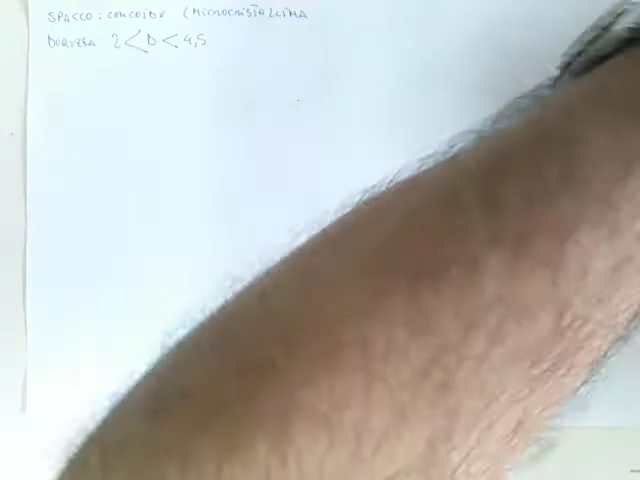 SPACCO: CONCOIDE (MICROCRISTALLINA
DUREZZA: 2 < D < 4,5